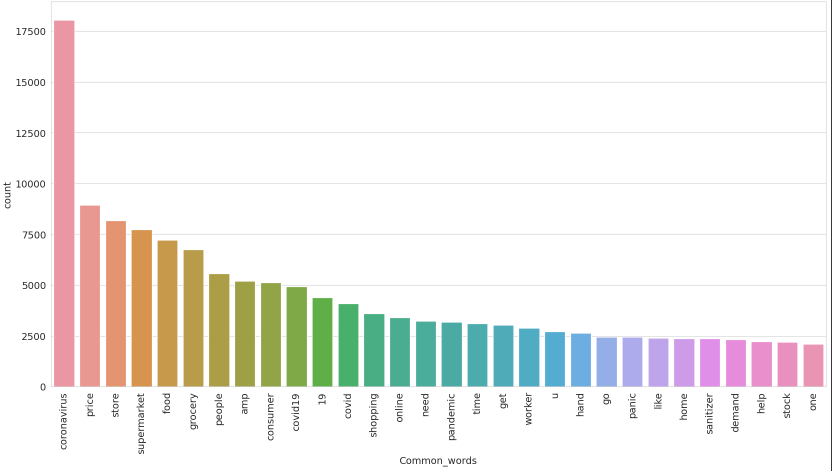 17500
15000
12500
10000
7500
5000
2500
0
count
coronavirus
price
store
supermarket
food
grocery
people
amp
consumer
covid19
19
covid
shopping
online
need
pandemic
time
get
worker
u
hand
go
panic
like
home
sanitizer
demand
help
stock
one
Common_words